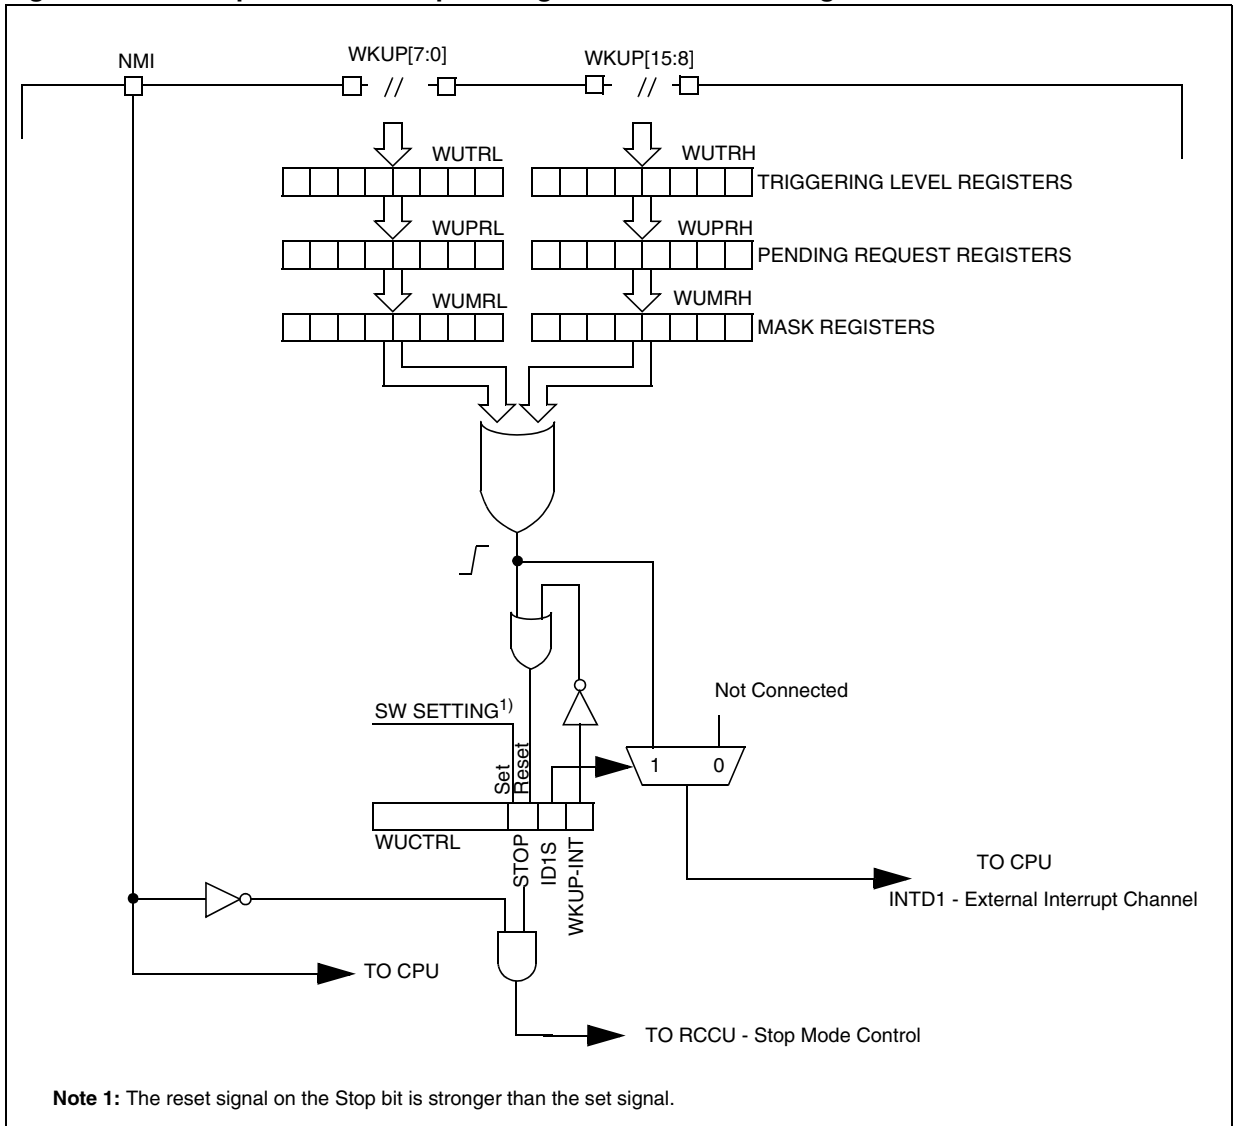 NMI
WKUP[7:0]
WKUP[15:8]
WUTRL
WUTRH
TRIGGERING LEVEL REGISTERS
WUPRL
WUPRH
PENDING REQUEST REGISTERS
WUMRL
WUMRH
MASK REGISTERS
Not Connected
SW SETTING1)
Set
Reset
1
0
WUCTRL
STOP
ID1S
WKUP-INT
TO CPU
INTD1 - External Interrupt Channel
TO CPU
TO RCCU - Stop Mode Control
Note 1: The reset signal on the Stop bit is stronger than the set signal.